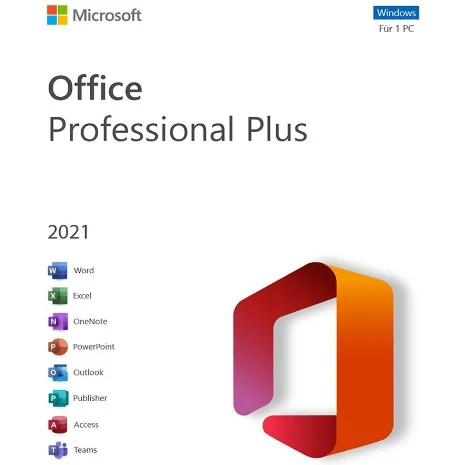 Microsoft
Windows
Für 1 PC
Office
Professional Plus
2021
W Word
X Excel
N OneNote
P PowerPoint
O Outlook
P Publisher
A Access
T Teams